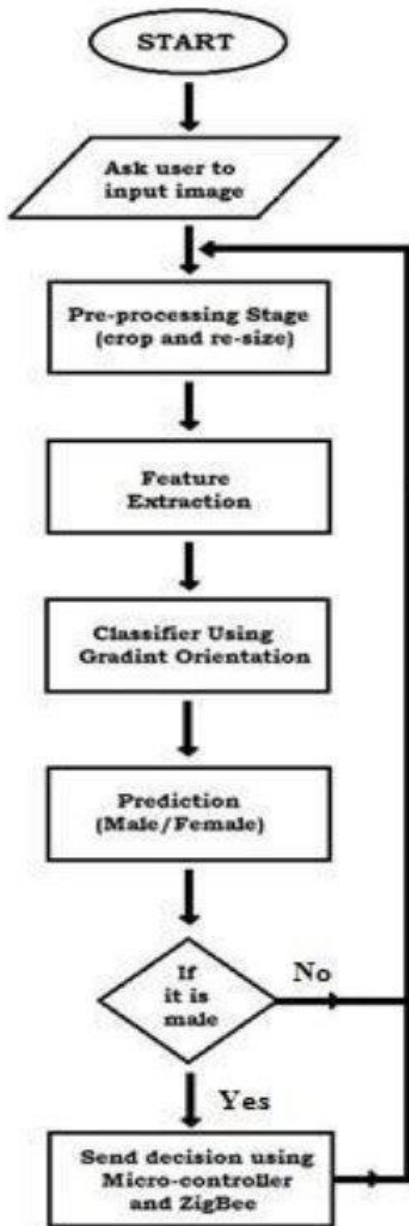 START
Ask user to
input image
Pre-processing Stage
(crop and re-size)
Feature
Extraction
Classifier Using
Gradint Orientation
Prediction
(Male/Female)
If
it is
male
No
Yes
Send decision using
Micro-controller
and ZigBee